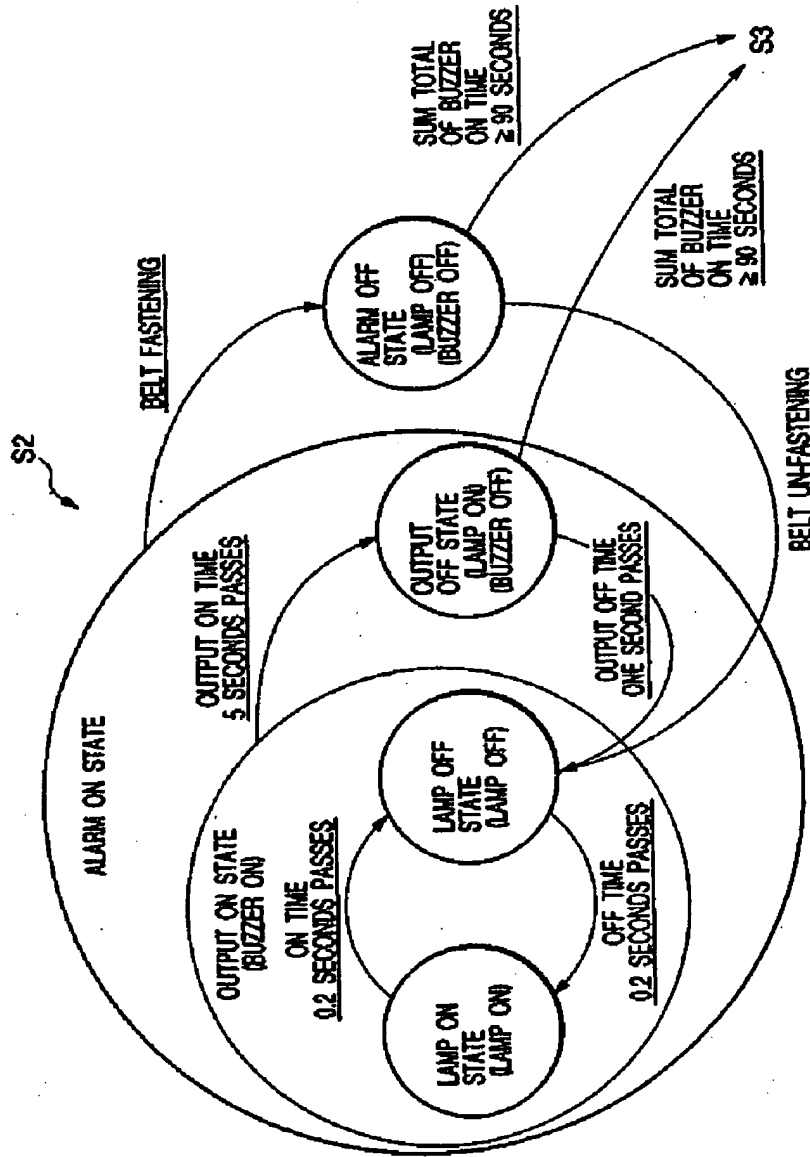 S2
ALARM ON STATE
BELT FASTENING
OUTPUT ON STATE
(BUZZER ON)
ON TIME
0.2 SECONDS PASSES
OUTPUT ON TIME
5 SECONDS PASSES
SUM TOTAL
OF BUZZER
ON TIME
≥ 90 SECONDS
LAMP ON
STATE
(LAMP ON)
LAMP OFF
STATE
(LAMP OFF)
OUTPUT
OFF STATE
(LAMP ON)
(BUZZER OFF)
ALARM OFF
STATE
(LAMP OFF)
(BUZZER OFF)
S3
OFF TIME
0.2 SECONDS PASSES
OUTPUT OFF TIME
ONE SECOND PASSES
SUM TOTAL
OF BUZZER
ON TIME
≥ 90 SECONDS
BELT UN-FASTENING